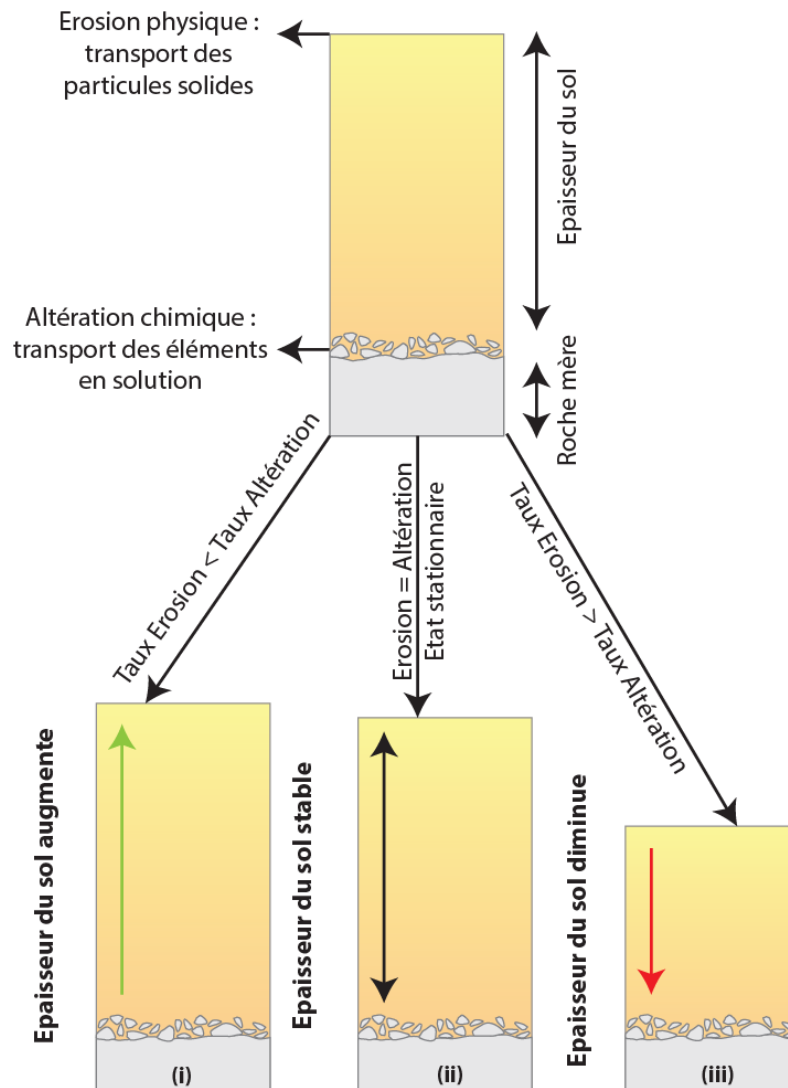 Erosion physique :
transport des
particules solides
Epaisseur du sol
Altération chimique :
transport des éléments
en solution
Roche mère
Taux Erosion < Taux Altération
Erosion = Altération
Etat stationnaire
Taux Erosion > Taux Altération
Epaisseur du sol augmente
Epaisseur du sol stable
Epaisseur du sol diminue
(i)
(ii)
(iii)